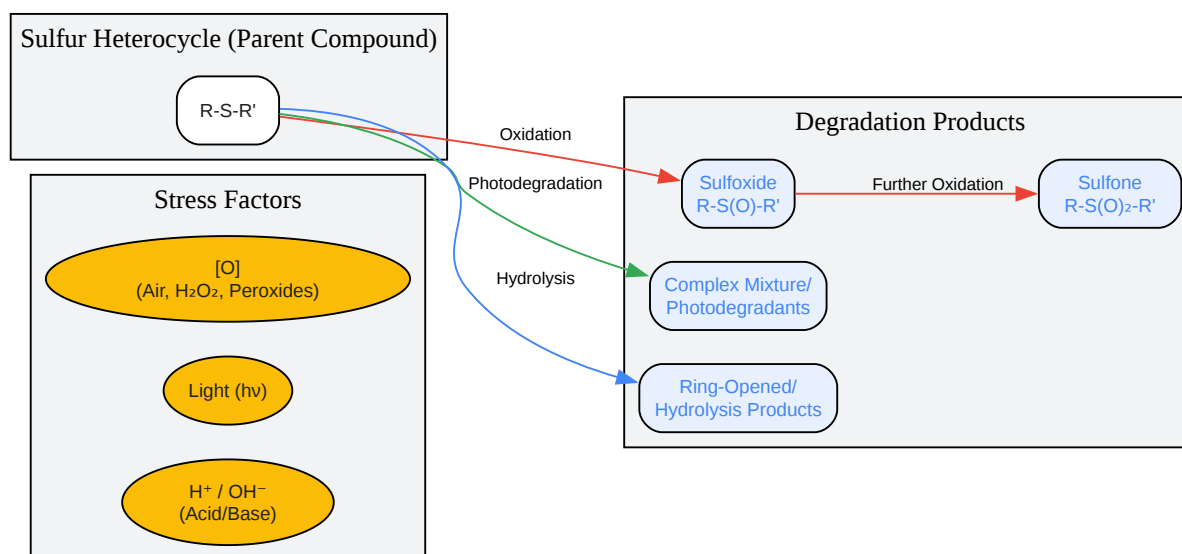 Sulfur Heterocycle (Parent Compound)
R-S-R'
Stress Factors
[O]
(Air, H₂O₂, Peroxides)
Light (hν)
H⁺ / OH⁻
(Acid/Base)
Oxidation
Photodegradation
Hydrolysis
Degradation Products
Sulfoxide
R-S(O)-R'
Further Oxidation
Sulfone
R-S(O)₂-R'
Complex Mixture/
Photodegradants
Ring-Opened/
Hydrolysis Products